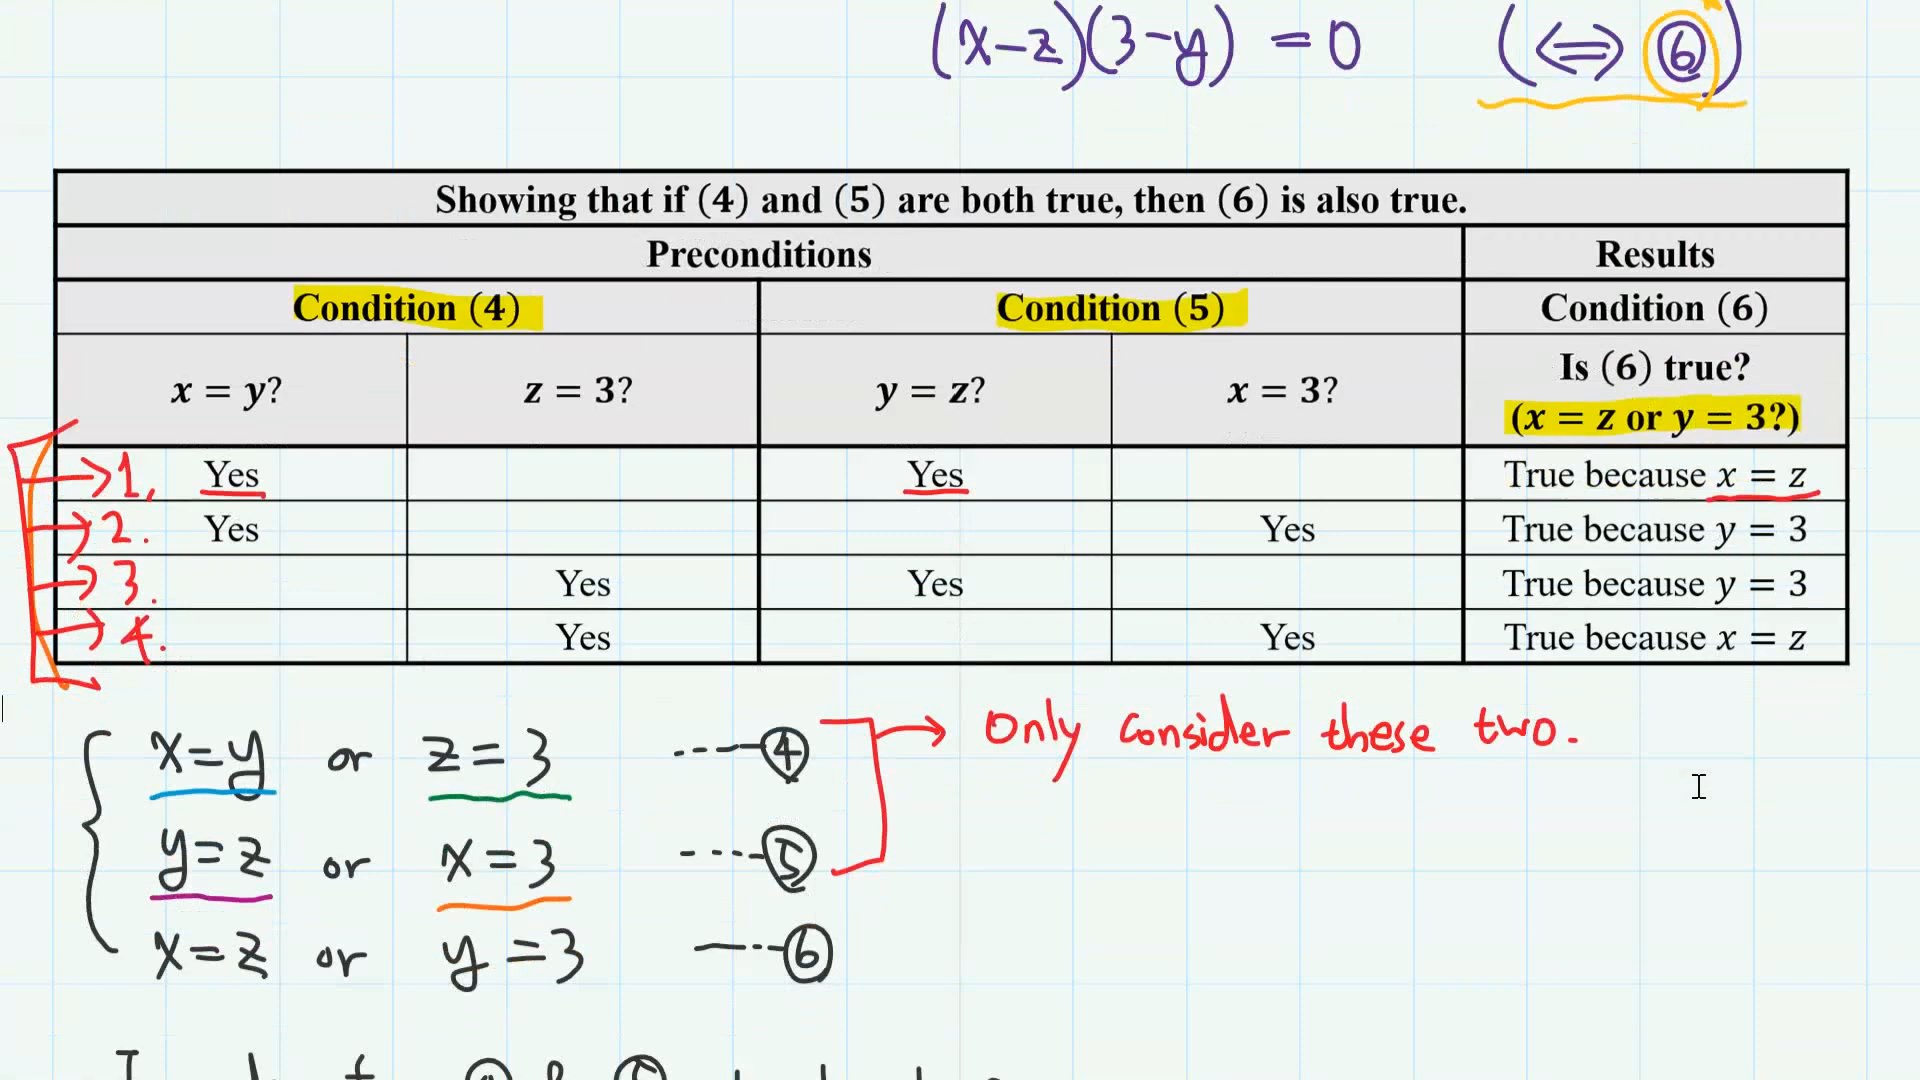 (x-z)(3-y) = 0 (⟺ ⑥)
Showing that if (4) and (5) are both true, then (6) is also true.
Preconditions Results
Condition (4) Condition (5) Condition (6)
x = y? z = 3? y = z? x = 3? Is (6) true?
(x = z or y = 3?)
1. Yes Yes True because x = z
2. Yes Yes True because y = 3
3. Yes Yes True because y = 3
4. Yes Yes True because x = z
x=y or z=3 ----④ Only consider these two.
y=z or x=3 ----⑤
x=z or y=3 ----⑥